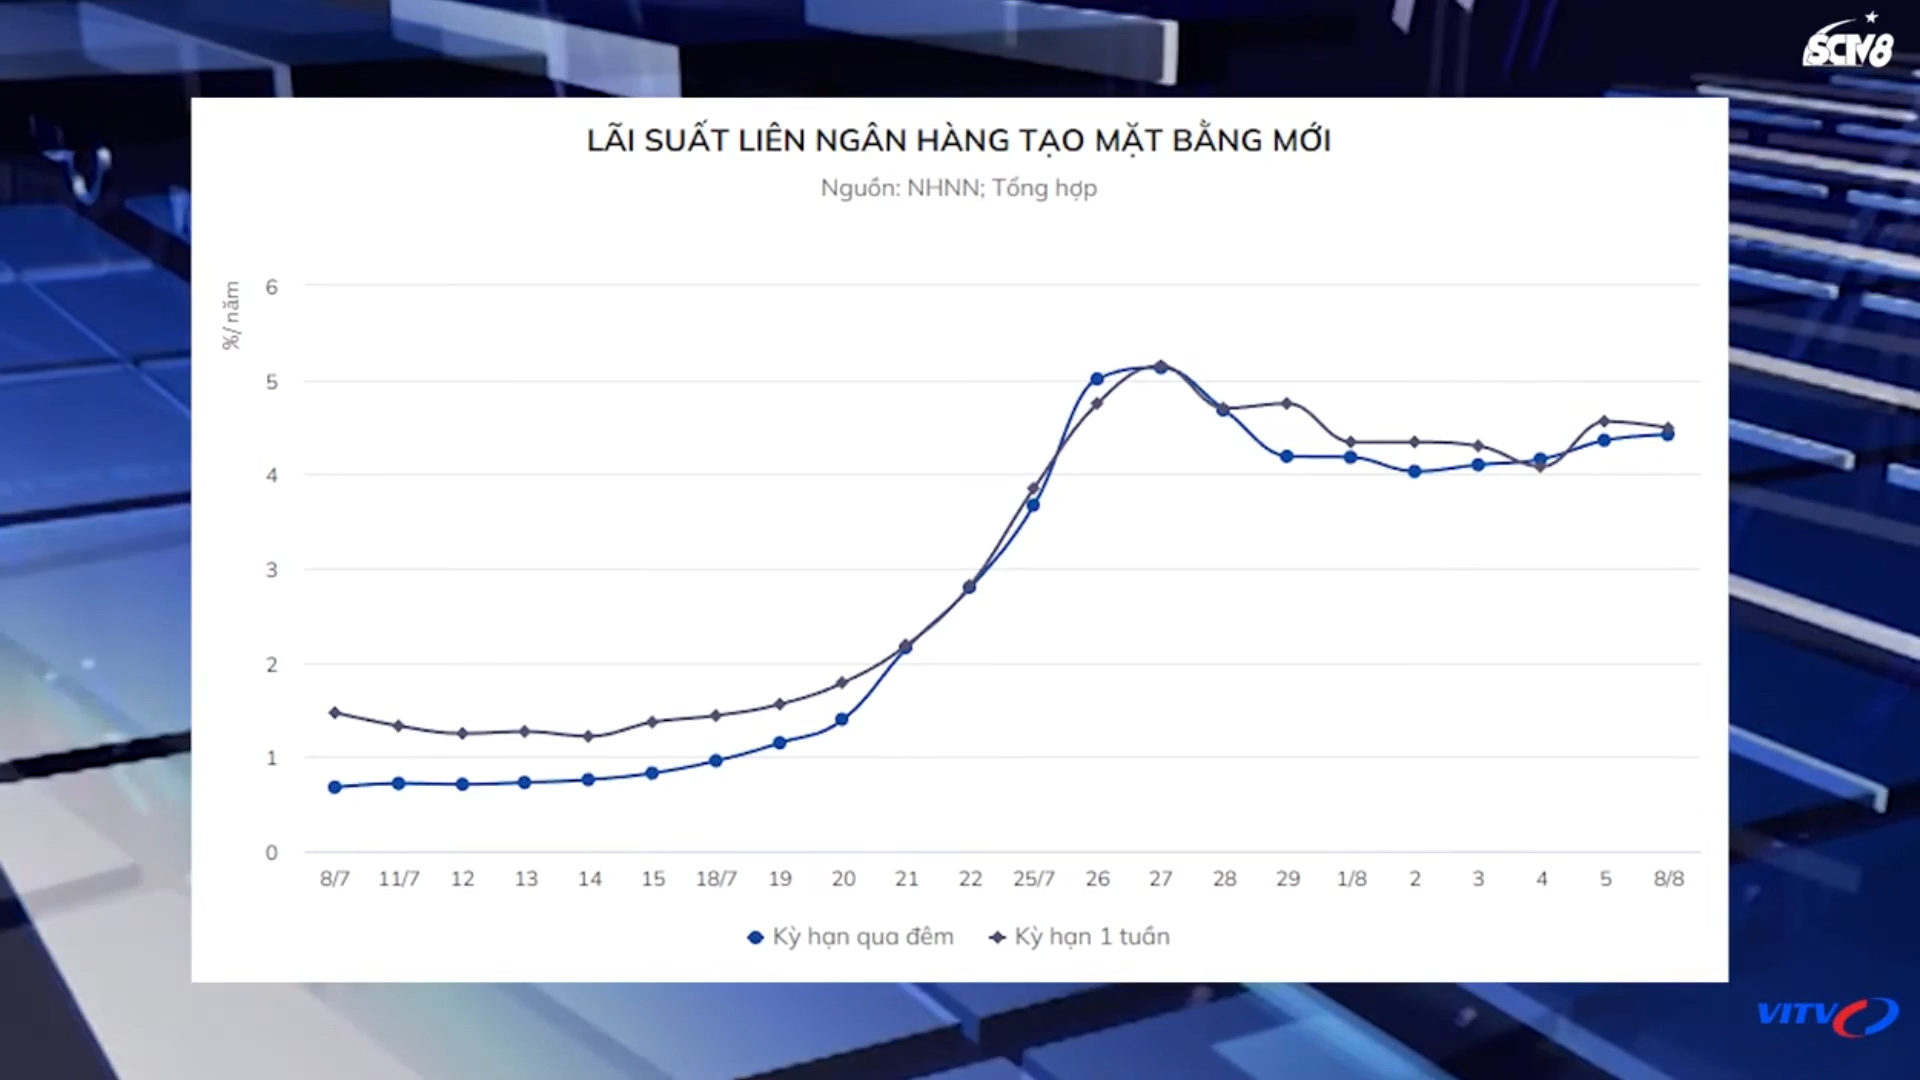 SCTV8
LÃI SUẤT LIÊN NGÂN HÀNG TẠO MẶT BẰNG MỚI
Nguồn: NHNN; Tổng hợp
%/ năm
6
5
4
3
2
1
0
8/7 11/7 12 13 14 15 18/7 19 20 21 22 25/7 26 27 28 29 1/8 2 3 4 5 8/8
Kỳ hạn qua đêm Kỳ hạn 1 tuần
VITV